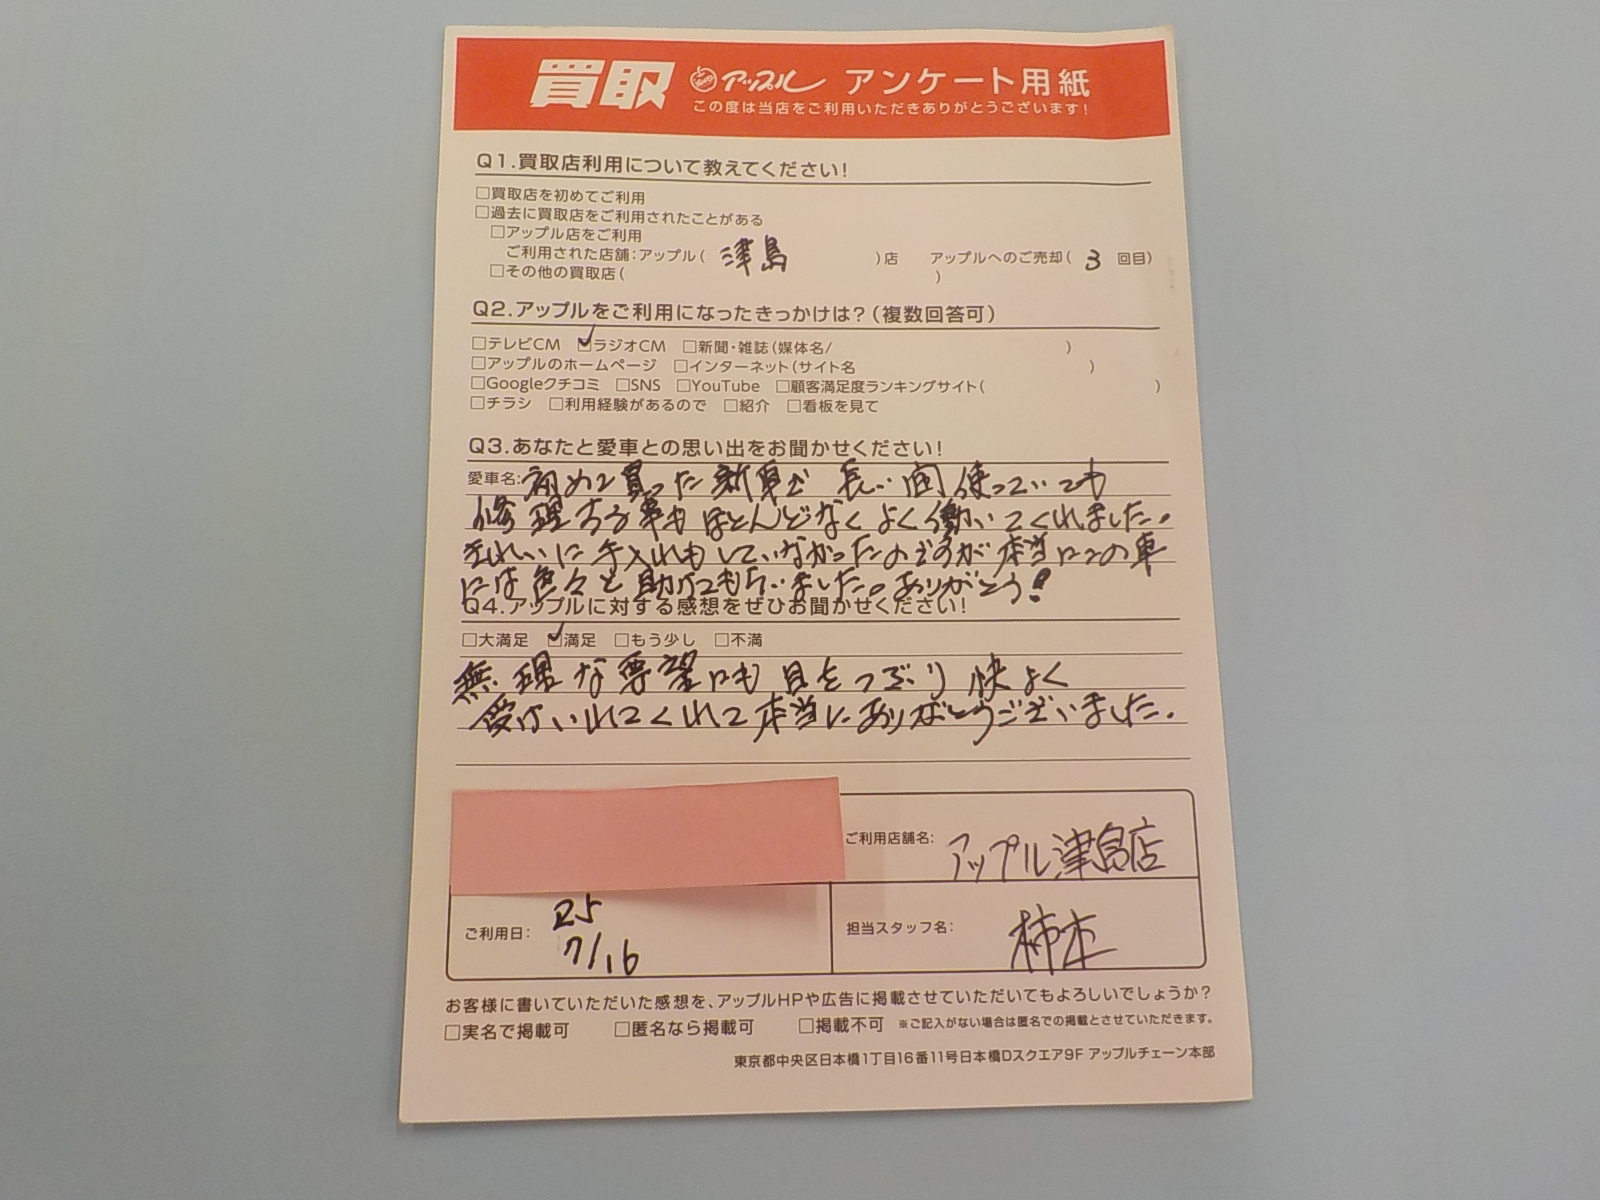 買取 アップル アンケート用紙
この度は当店をご利用いただきありがとうございます!
Q1.買取店利用について教えてください!
□買取店を初めてご利用
□過去に買取店をご利用されたことがある
□アップル店をご利用
ご利用された店舗:アップル( 津島 )店 アップルへのご売却( 3 回目)
□その他の買取店( )
Q2.アップルをご利用になったきっかけは?(複数回答可)
□テレビCM ☑ラジオCM □新聞・雑誌(媒体名/ )
□アップルのホームページ □インターネット(サイト名 )
□Googleクチコミ □SNS □YouTube □顧客満足度ランキングサイト( )
□チラシ □利用経験があるので □紹介 □看板を見て
Q3.あなたと愛車との思い出をお聞かせください!
愛車名:初めて買った新車で 長い間使っていても
修理する事もほとんどなくよく働いてくれました。
きれいに手入れもしていなかったのですが本当にこの車
には色々と助けてもらいました。ありがとう!
Q4.アップルに対する感想をぜひお聞かせください!
□大満足 ☑満足 □もう少し □不満
無理な要望にも目をつぶり快よく
受けいれてくれて本当にありがとうございました。
ご利用店舗名: アップル津島店
ご利用日: R5 7/16
担当スタッフ名: 柿本
お客様に書いていただいた感想を、アップルHPや広告に掲載させていただいてもよろしいでしょうか?
□実名で掲載可 □匿名なら掲載可 □掲載不可 ※ご記入がない場合は匿名での掲載とさせていただきます。
東京都中央区日本橋1丁目16番11号日本橋Dスクエア9F アップルチェーン本部